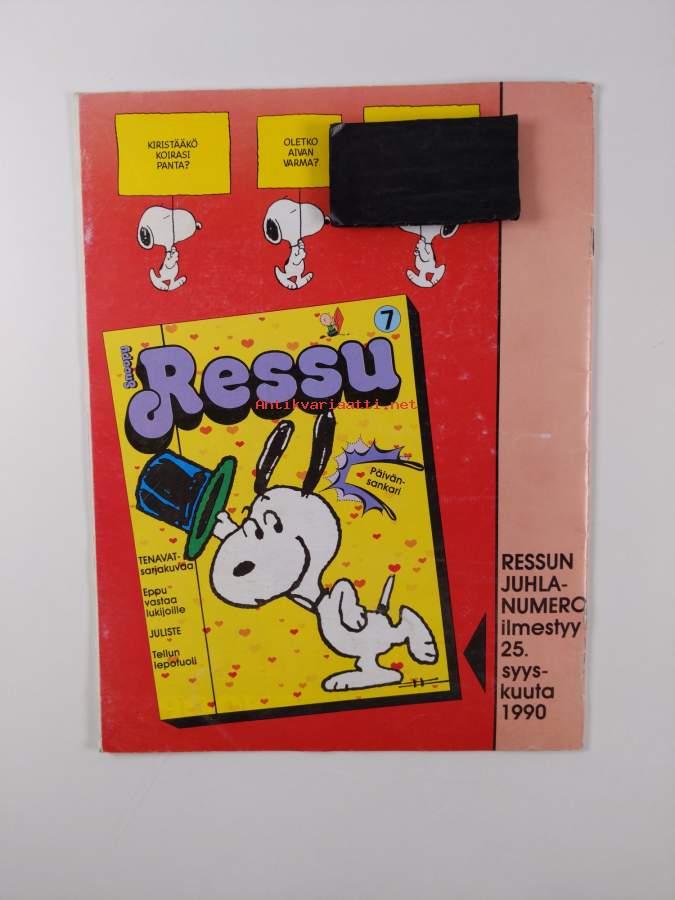 KIRISTÄÄKÖ
KOIRASI
PANTA?
OLETKO
AIVAN
VARMA?
7
Snoopy
Ressu
Antikvariaatti.net
Päivän-
sankari
TENAVAT-
sarjakuvaa
Eppu
vastaa
lukijoille
JULISTE
Tellun
lepotuoli
RESSUN
JUHLA-
NUMERO
ilmestyy
25.
syys-
kuuta
1990